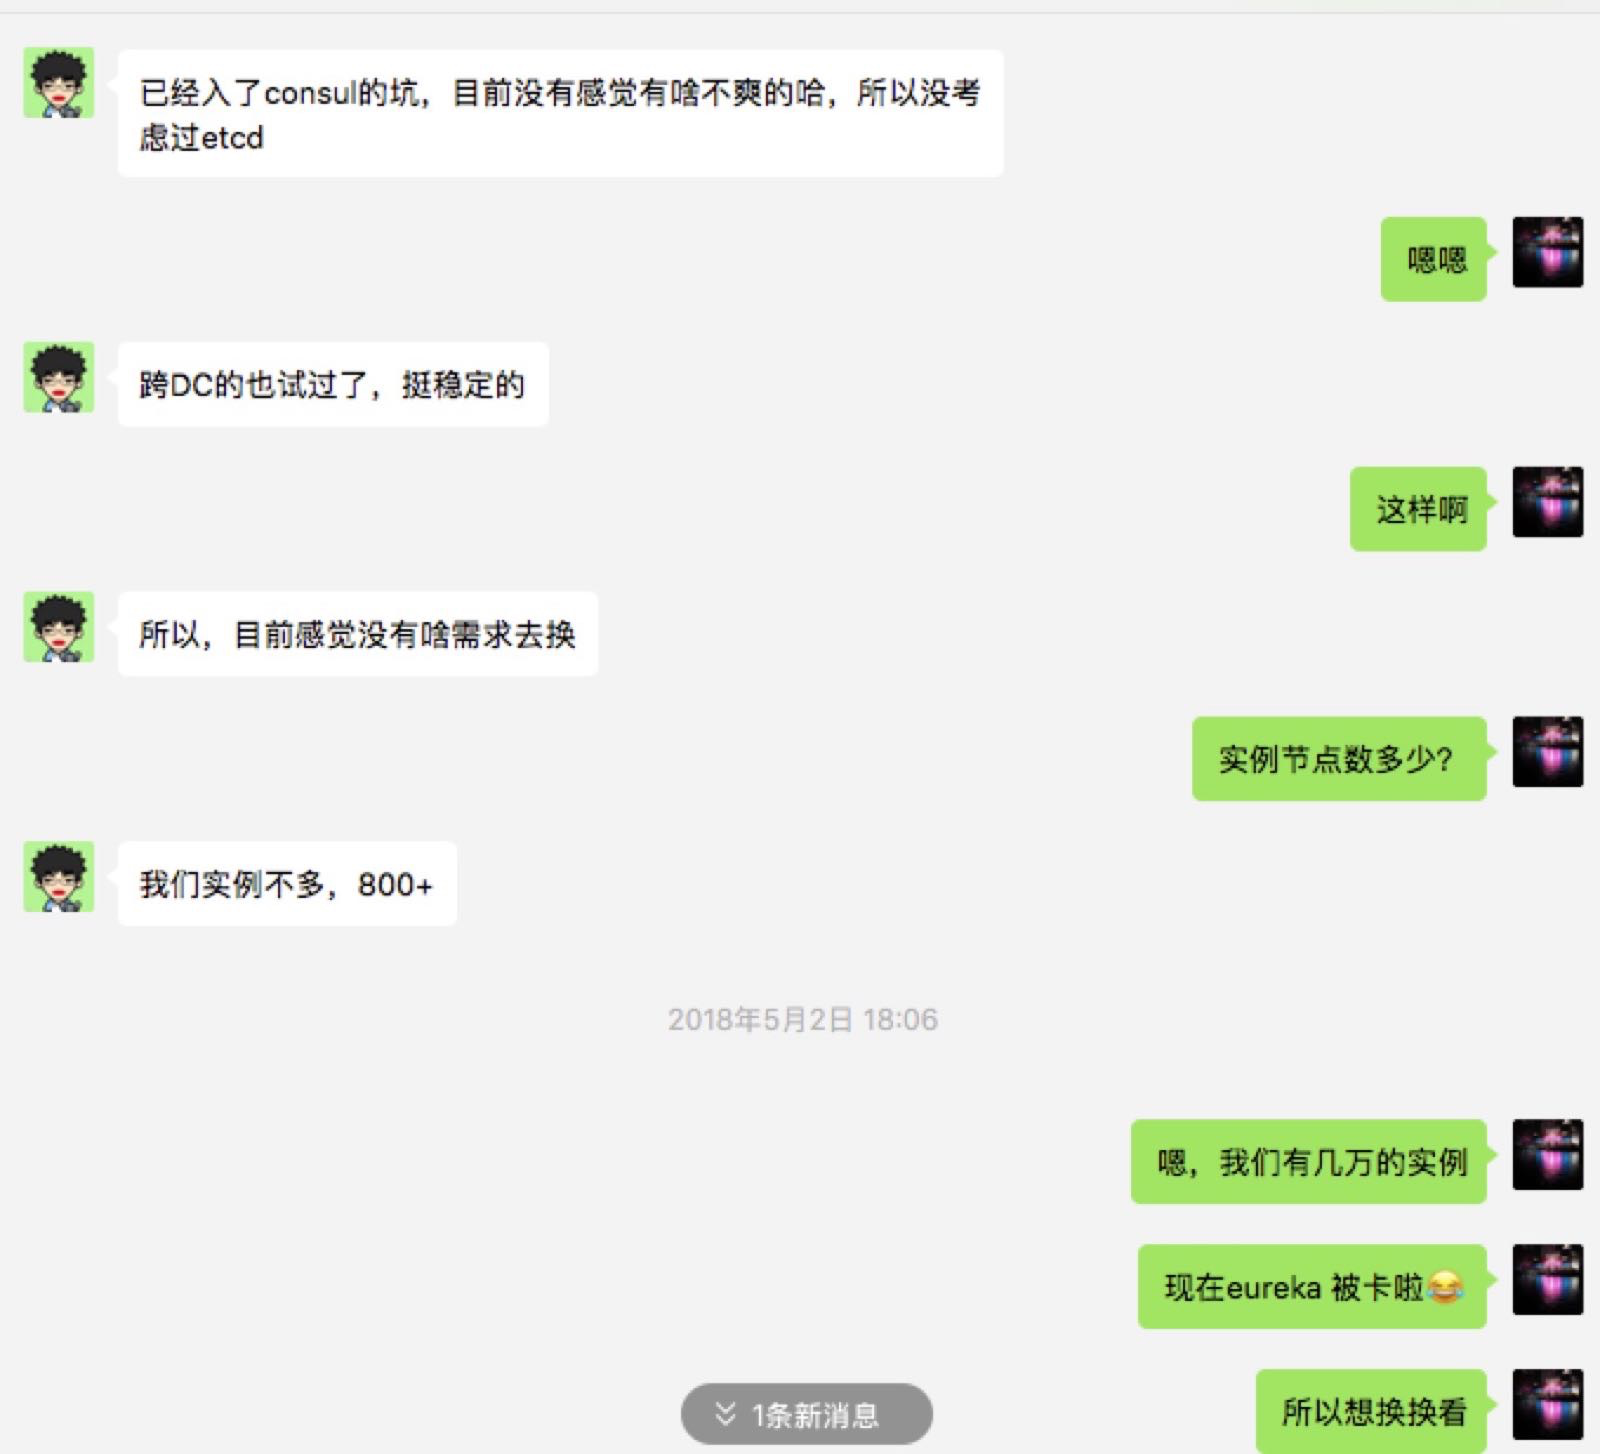 已经入了consul的坑，目前没有感觉有啥不爽的哈，所以没考
虑过etcd
嗯嗯
跨DC的也试过了，挺稳定的
这样啊
所以，目前感觉没有啥需求去换
实例节点数多少?
我们实例不多，800+
2018年5月2日 18:06
嗯，我们有几万的实例
现在eureka 被卡啦😂
所以想换换看
1条新消息